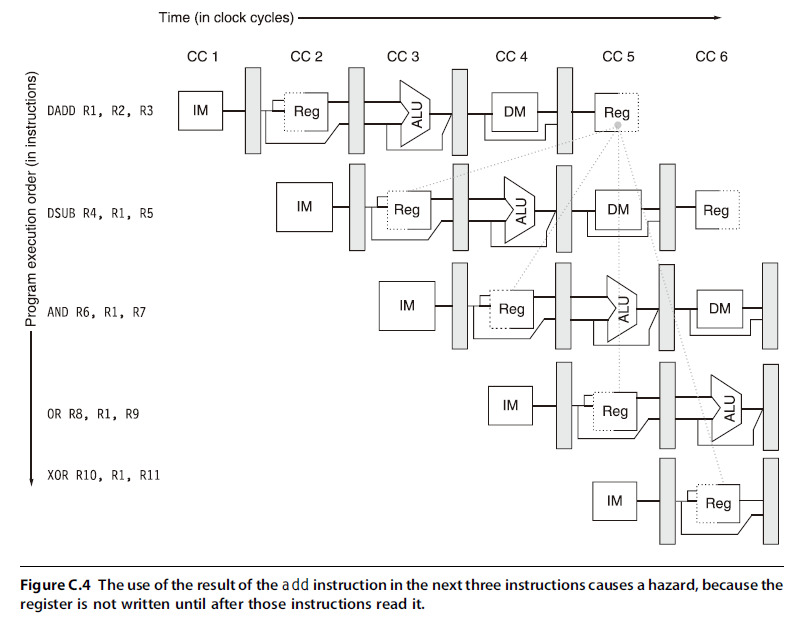 Time (in clock cycles)
CC 1 CC 2 CC 3 CC 4 CC 5 CC 6
Program execution order (in instructions)
DADD R1, R2, R3 IM Reg ALU DM Reg
DSUB R4, R1, R5 IM Reg ALU DM Reg
AND R6, R1, R7 IM Reg ALU DM
OR R8, R1, R9 IM Reg ALU
XOR R10, R1, R11 IM Reg
Figure C.4 The use of the result of the add instruction in the next three instructions causes a hazard, because the
register is not written until after those instructions read it.